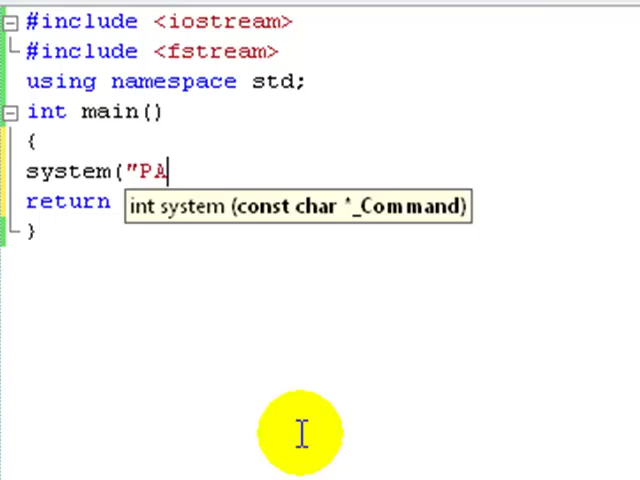 #include <iostream>
#include <fstream>
using namespace std;
int main()
{
system("PA
return
int system (const char *_Command)
}